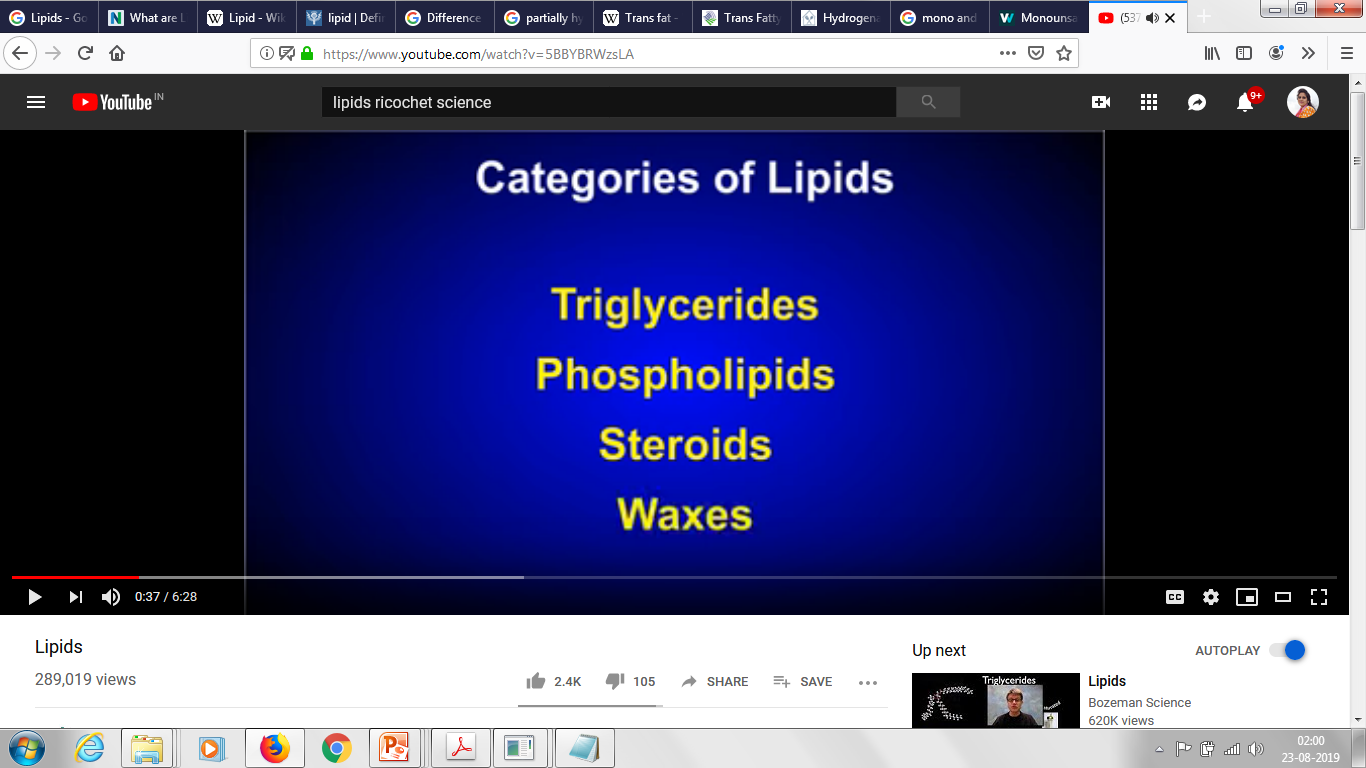 Lipids - Go
What are L
Lipid - Wik
lipid | Defin
Difference
partially hy
Trans fat -
Trans Fatty
Hydrogena
mono and
Monounsa
(537
https://www.youtube.com/watch?v=5BBYBRWzsLA
YouTube IN
lipids ricochet science
9+
Categories of Lipids
Triglycerides
Phospholipids
Steroids
Waxes
0:37 / 6:28
CC
Lipids
289,019 views
2.4K
105
SHARE
SAVE
Up next
AUTOPLAY
Triglycerides
Lipids
Bozeman Science
620K views
02:00
23-08-2019